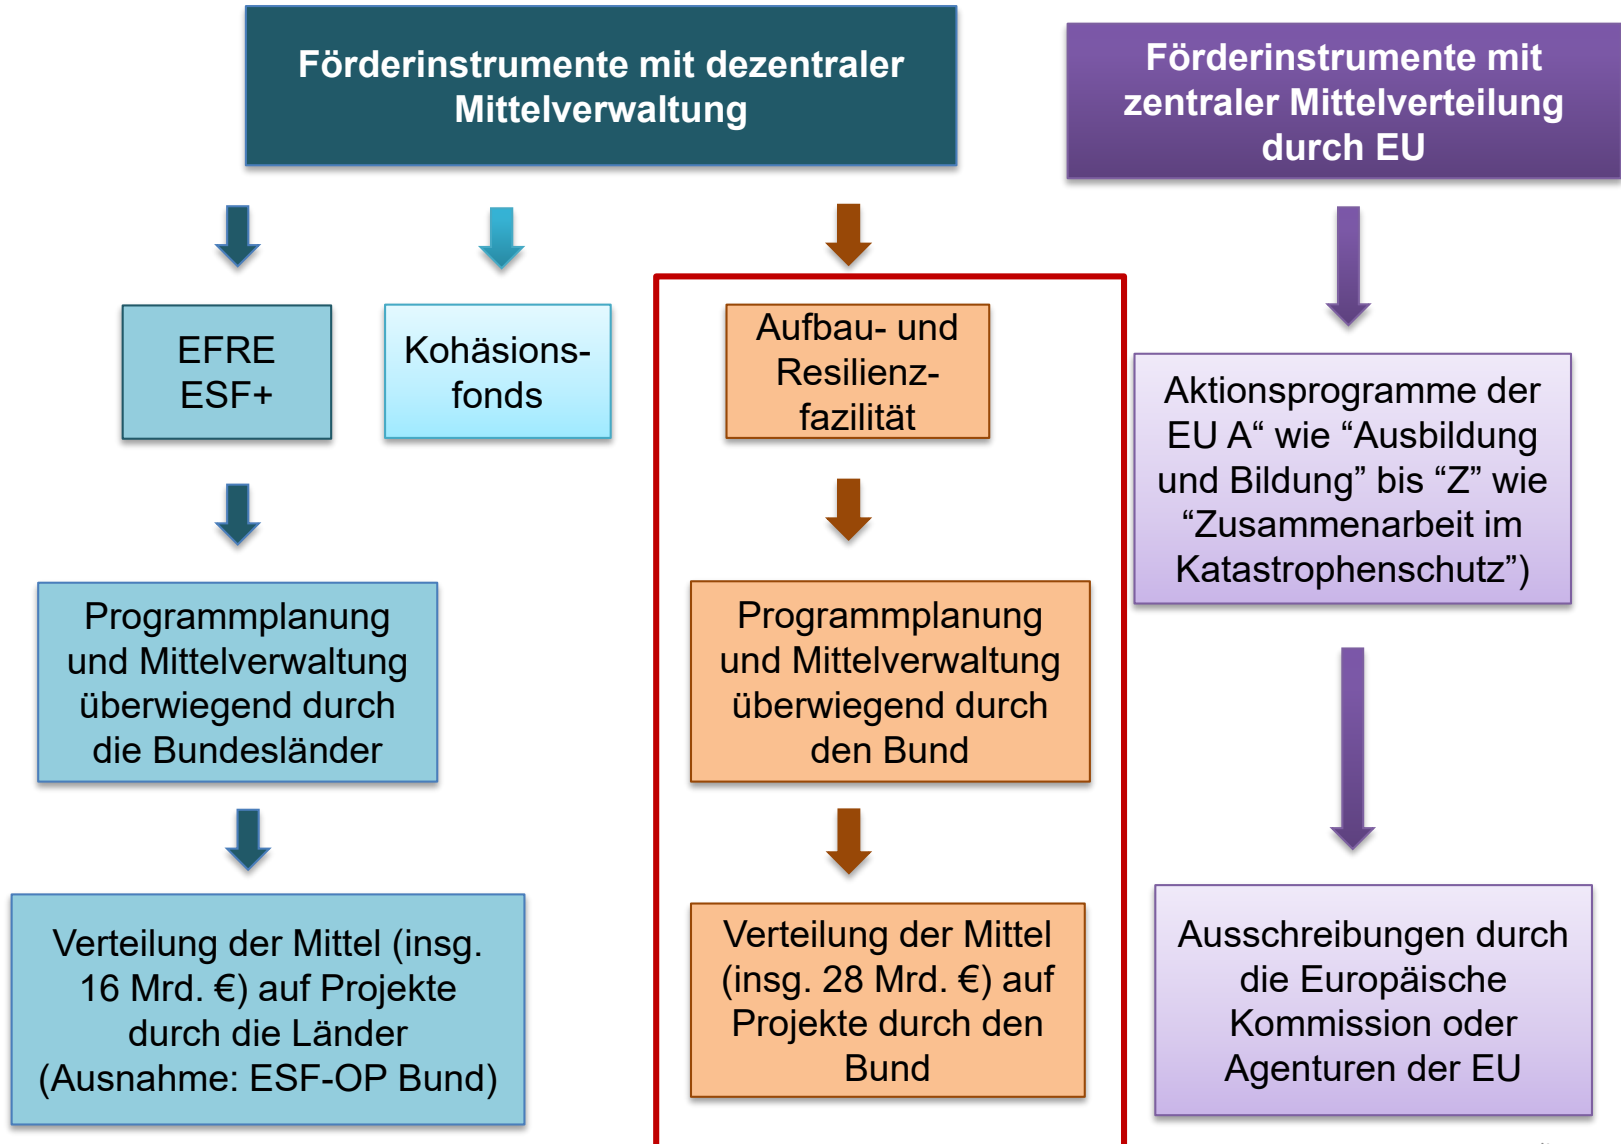 Förderinstrumente mit dezentraler
Mittelverwaltung
Förderinstrumente mit
zentraler Mittelverteilung
durch EU
EFRE
ESF+
Kohäsions-
fonds
Aufbau- und
Resilienz-
fazilität
Aktionsprogramme der
EU A“ wie “Ausbildung
und Bildung” bis “Z” wie
“Zusammenarbeit im
Katastrophenschutz”)
Programmplanung
und Mittelverwaltung
überwiegend durch
die Bundesländer
Programmplanung
und Mittelverwaltung
überwiegend durch
den Bund
Verteilung der Mittel (insg.
16 Mrd. €) auf Projekte
durch die Länder
(Ausnahme: ESF-OP Bund)
Verteilung der Mittel
(insg. 28 Mrd. €) auf
Projekte durch den
Bund
Ausschreibungen durch
die Europäische
Kommission oder
Agenturen der EU